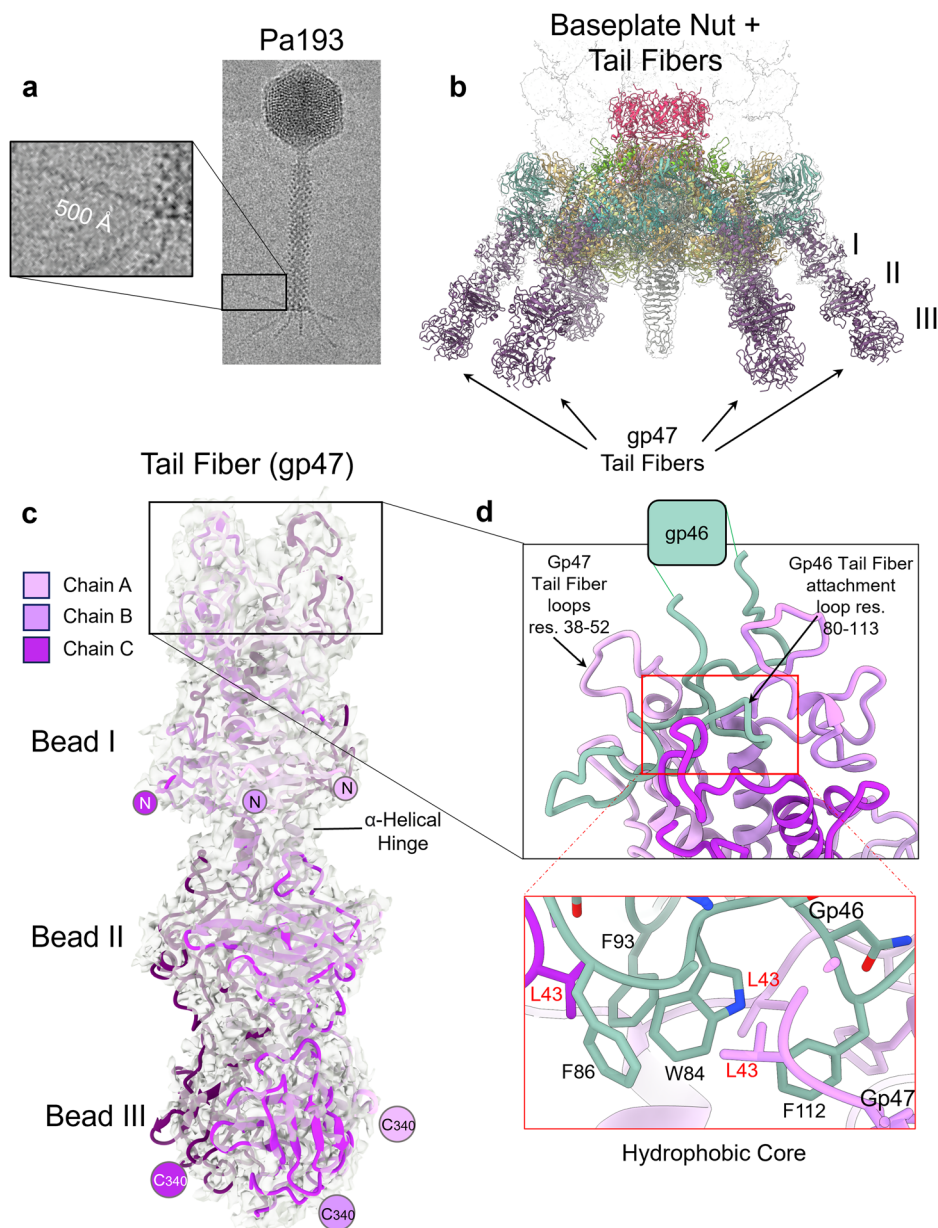 Pa193
a
500 Å
Baseplate Nut +
Tail Fibers
b
I
II
III
gp47
Tail Fibers
Tail Fiber (gp47)
c
Chain A
Chain B
Chain C
Bead I
N
N
N
α-Helical
Hinge
Bead II
Bead III
C340
C340
C340
d
gp46
Gp47
Tail Fiber
loops
res. 38-52
Gp46 Tail Fiber
attachment
loop res.
80-113
F93
Gp46
L43
L43
L43
F86
W84
F112
Gp47
Hydrophobic Core